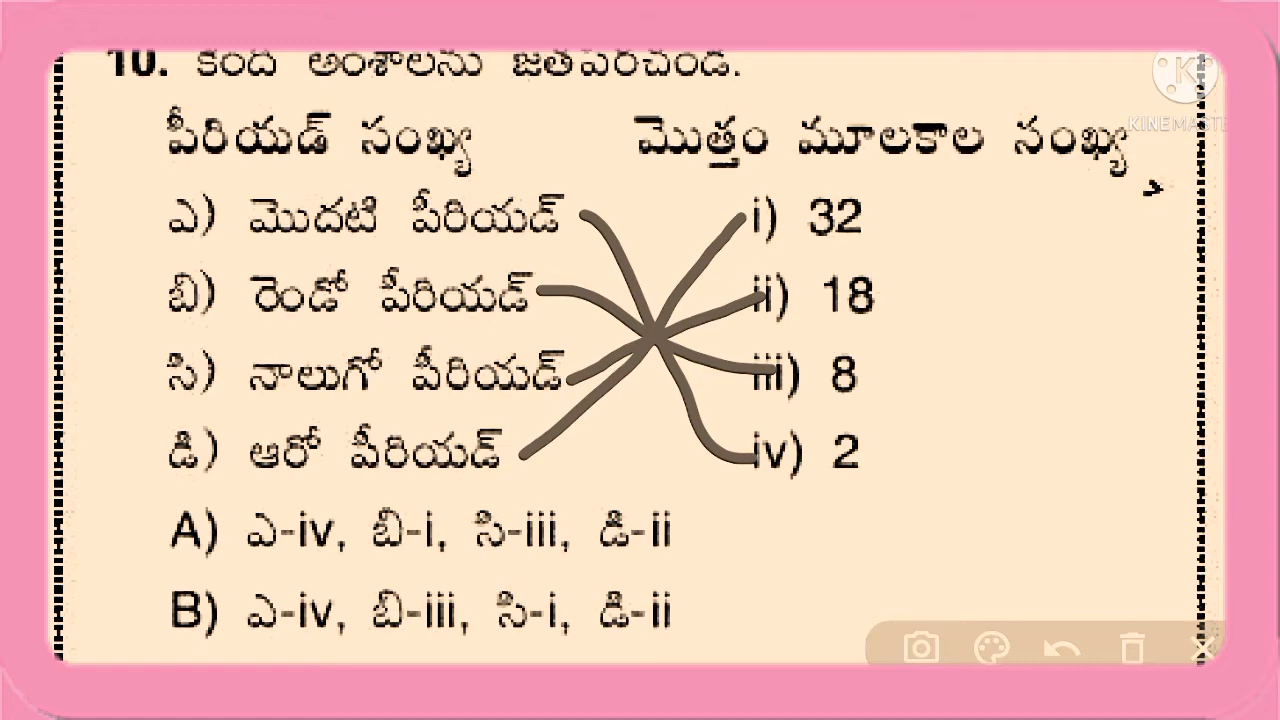 10. కింది అంశాలను జతపరచండి.
పీరియడ్ సంఖ్య మొత్తం మూలకాల సంఖ్య
ఎ) మొదటి పీరియడ్ i) 32
బి) రెండో పీరియడ్ ii) 18
సి) నాలుగో పీరియడ్ iii) 8
డి) ఆరో పీరియడ్ iv) 2
A) ఎ-iv, బి-i, సి-iii, డి-ii
B) ఎ-iv, బి-iii, సి-i, డి-ii